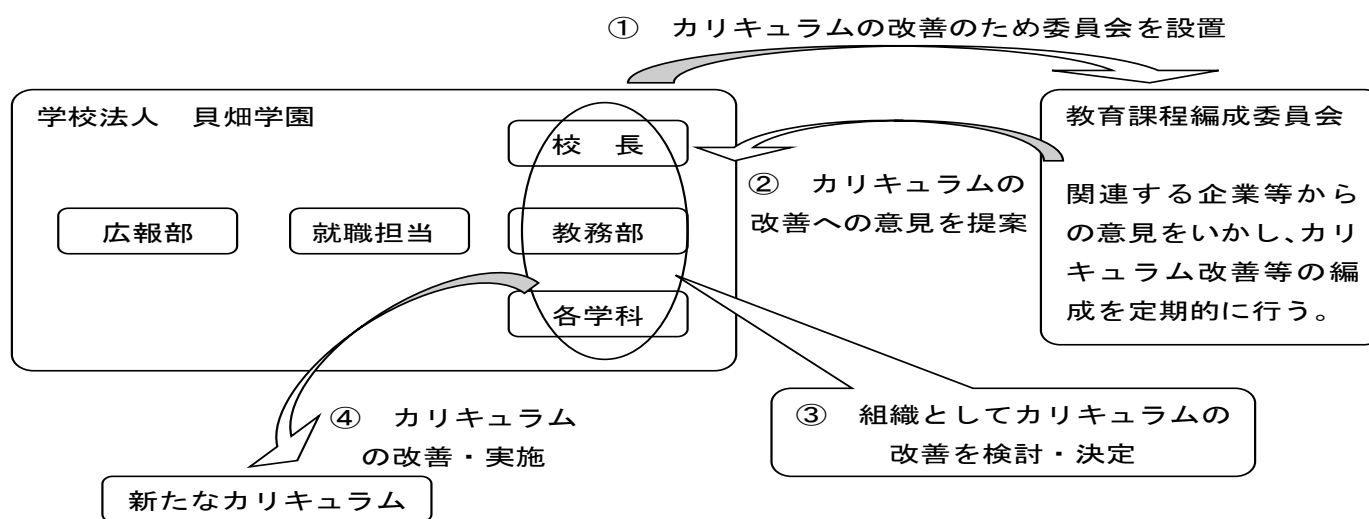 ① カリキュラムの改善のため委員会を設置
学校法人 貝畑学園
校 長
広報部
就職担当
教務部
各学科
② カリキュラムの
改善への意見を提案
教育課程編成委員会
関連する企業等から
の意見をいかし、カリ
キュラム改善等の編
成を定期的に行う。
③ 組織としてカリキュラムの
改善を検討・決定
④ カリキュラム
の改善・実施
新たなカリキュラム